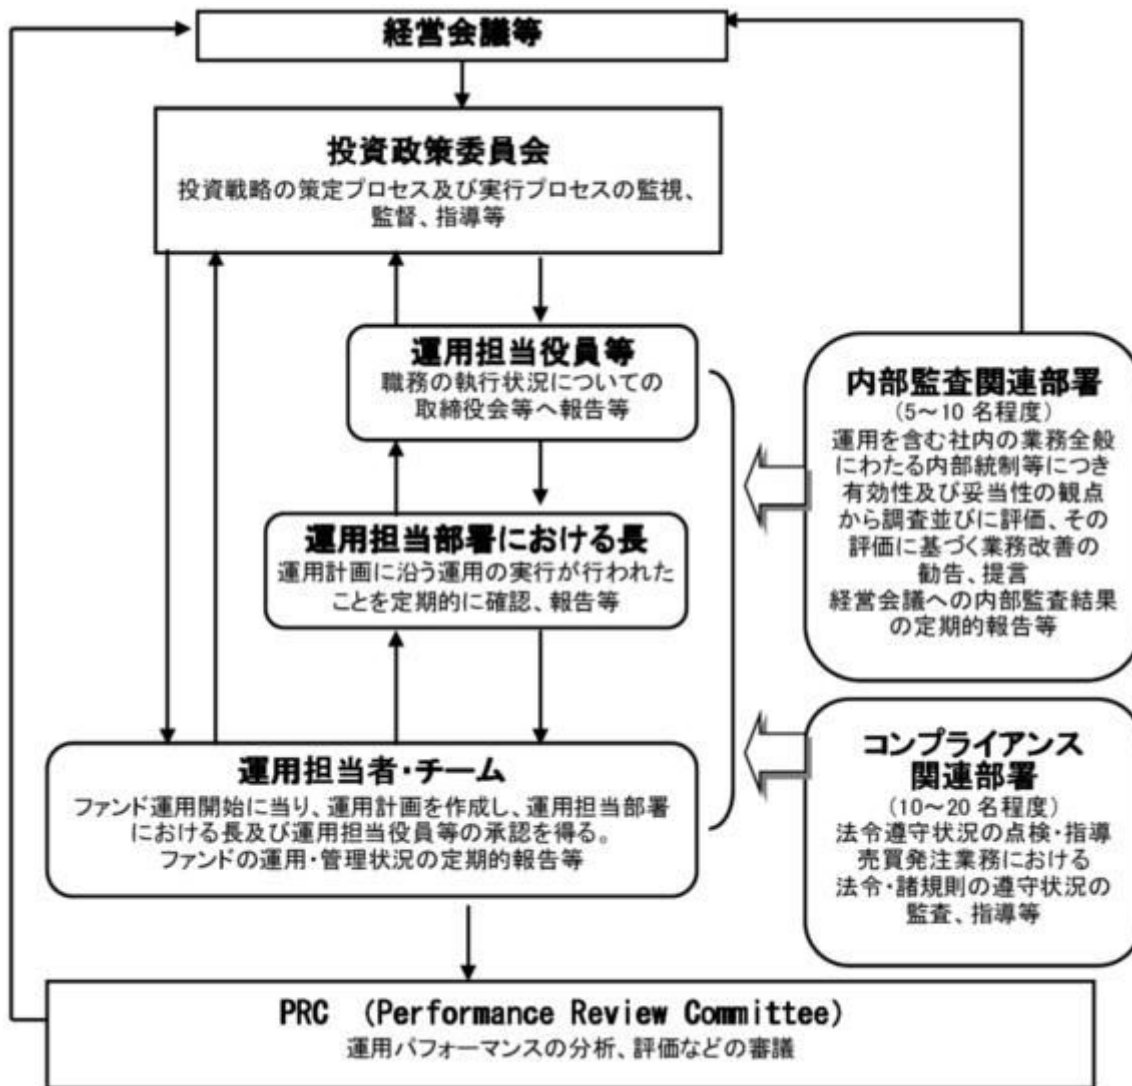 経営会議等
投資政策委員会
投資戦略の策定プロセス及び実行プロセスの監視、
監督、指導等
運用担当役員等
職務の執行状況についての
取締役会等へ報告等
運用担当部署における長
運用計画に沿う運用の実行が行われた
ことを定期的に確認、報告等
運用担当者・チーム
ファンド運用開始に当り、運用計画を作成し、運用担当部署
における長及び運用担当役員等の承認を得る。
ファンドの運用・管理状況の定期的報告等
内部監査関連部署
(5～10 名程度)
運用を含む社内の業務全般
にわたる内部統制等につき
有効性及び妥当性の観点
から調査並びに評価、その
評価に基づく業務改善の
勧告、提言
経営会議への内部監査結果
の定期的報告等
コンプライアンス
関連部署
(10～20 名程度)
法令遵守状況の点検・指導
売買発注業務における
法令・諸規則の遵守状況の
監査、指導等
PRC (Performance Review Committee)
運用パフォーマンスの分析、評価などの審議